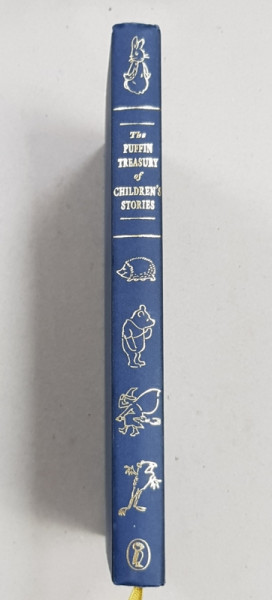 The
PUFFIN
TREASURY
of
CHILDREN'S
STORIES